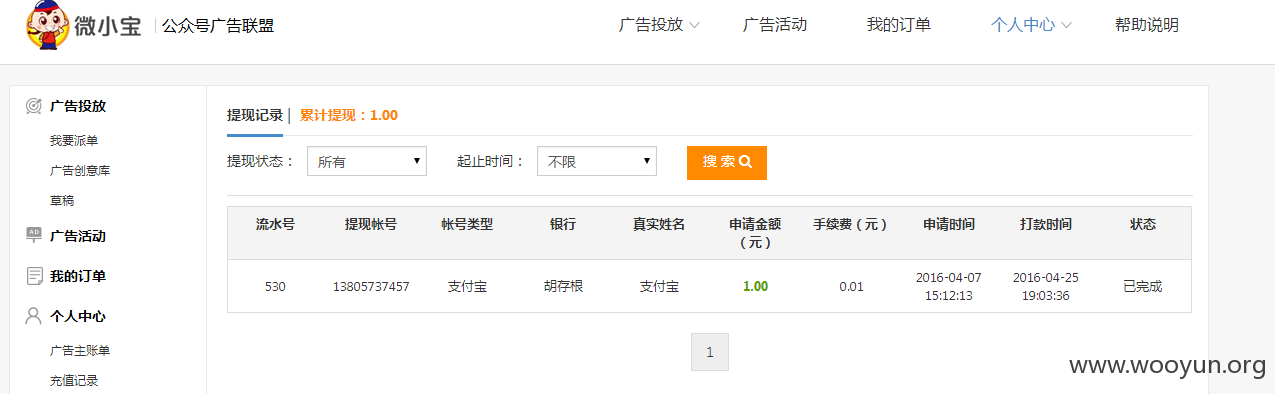 微小宝 公众号广告联盟 广告投放 广告活动 我的订单 个人中心 帮助说明
广告投放
我要派单
广告创意库
草稿
AD 广告活动
我的订单
个人中心
广告主账单
充值记录
提现记录 | 累计提现：1.00
提现状态： 所有 起止时间： 不限 搜 索
流水号 提现帐号 帐号类型 银行 真实姓名 申请金额 手续费（元） 申请时间 打款时间 状态
（元）
530 13805737457 支付宝 胡存根 支付宝 1.00 0.01 2016-04-07 2016-04-25 已完成
15:12:13 19:03:36
1
www.wooyun.org